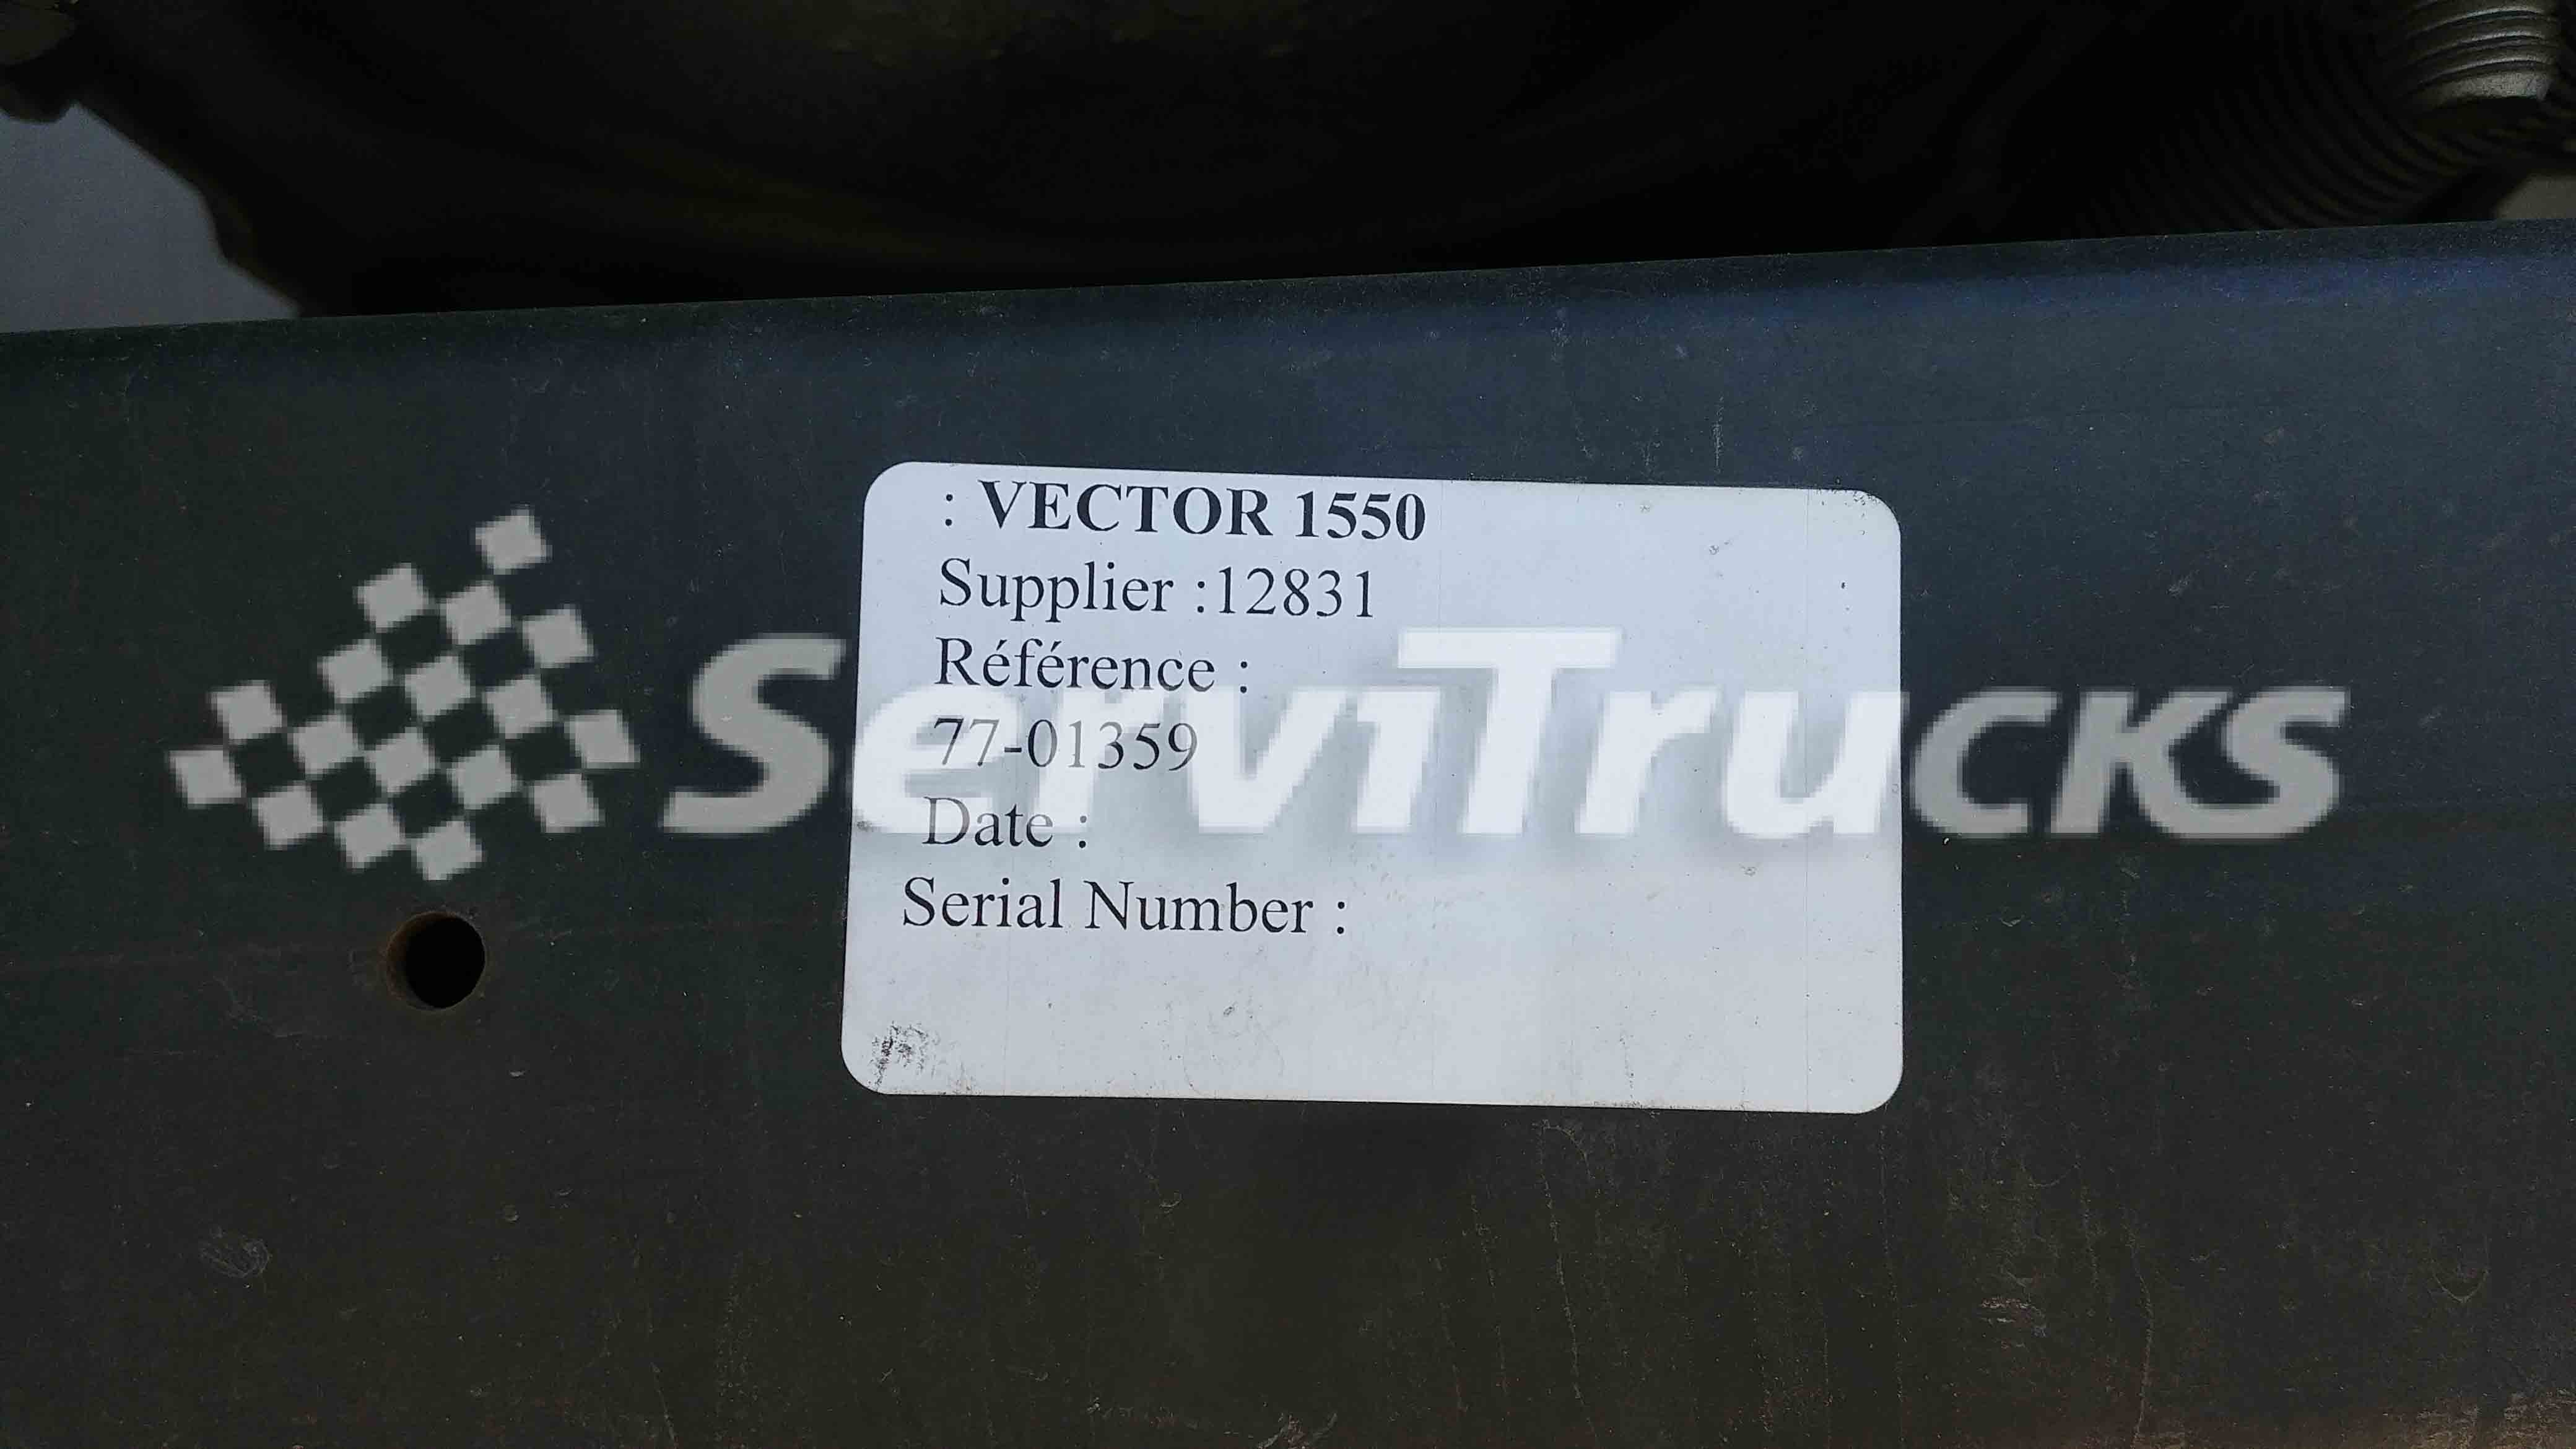 : VECTOR 1550
Supplier :12831
Référence :
77-01359
Date :
Serial Number :
ServiTrucks